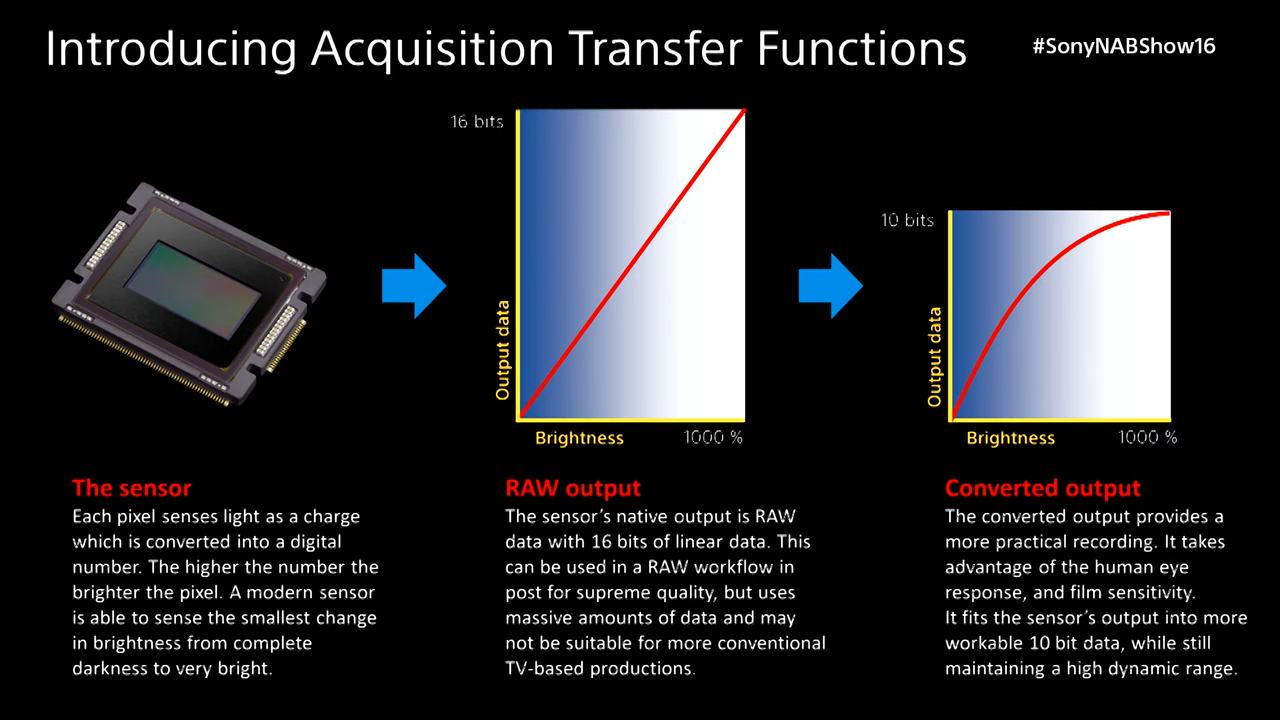 Introducing Acquisition Transfer Functions
#SonyNABShow16
16 bits
Output data
Brightness
1000 %
10 bits
Output data
Brightness
1000 %
The sensor
Each pixel senses light as a charge
which is converted into a digital
number. The higher the number the
brighter the pixel. A modern sensor
is able to sense the smallest change
in brightness from complete
darkness to very bright.
RAW output
The sensor’s native output is RAW
data with 16 bits of linear data. This
can be used in a RAW workflow in
post for supreme quality, but uses
massive amounts of data and may
not be suitable for more conventional
TV-based productions.
Converted output
The converted output provides a
more practical recording. It takes
advantage of the human eye
response, and film sensitivity.
It fits the sensor’s output into more
workable 10 bit data, while still
maintaining a high dynamic range.